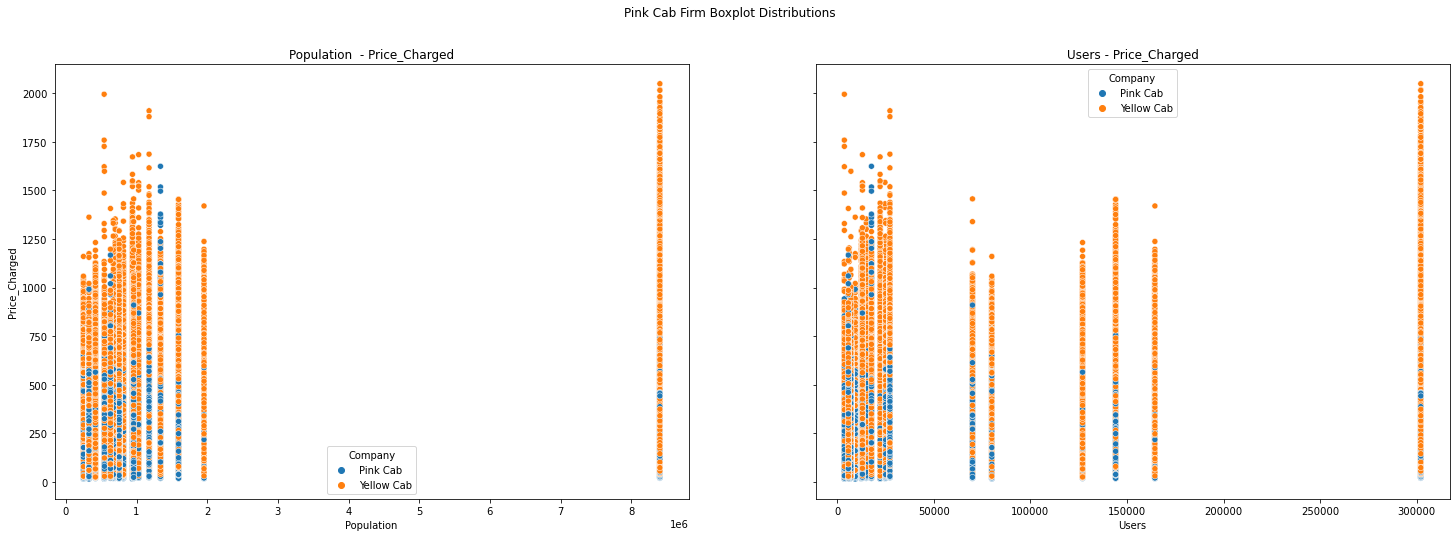 Pink Cab Firm Boxplot Distributions
Population  - Price_Charged
Price_Charged
2000
1750
1500
1250
1000
750
500
250
0
Company
Pink Cab
Yellow Cab
0 1 2 3 4 5 6 7 8
1e6
Population
Users - Price_Charged
Company
Pink Cab
Yellow Cab
0 50000 100000 150000 200000 250000 300000
Users